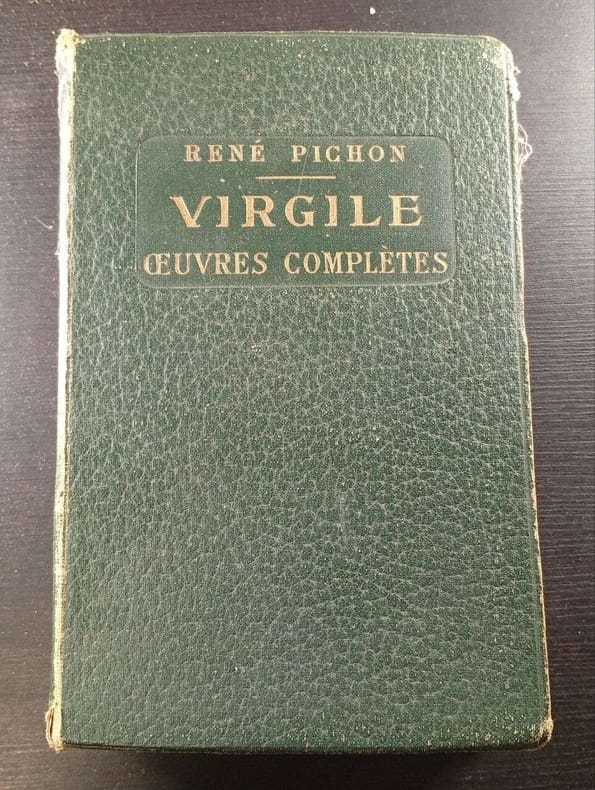 RENÉ PICHON
VIRGILE
ŒUVRES COMPLÈTES